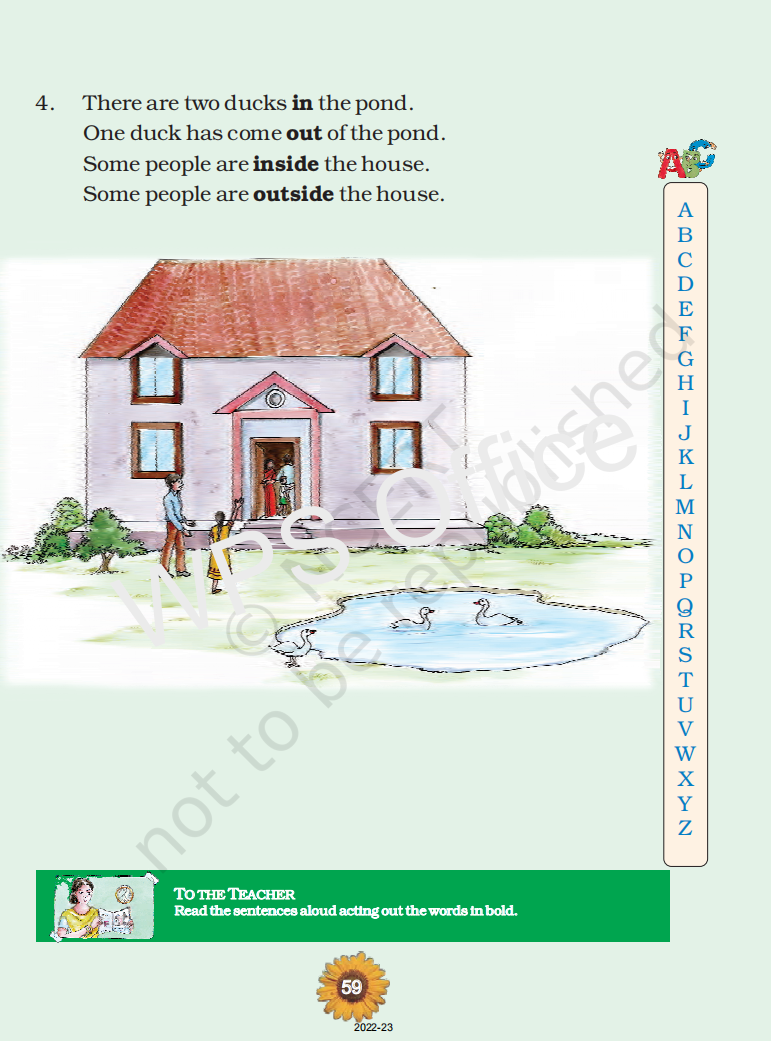 4. There are two ducks in the pond.
One duck has come out of the pond.
Some people are inside the house.
Some people are outside the house.
ABC
A
B
C
D
E
F
G
H
I
J
K
L
M
N
O
P
Q
R
S
T
U
V
W
X
Y
Z
WPS Office
© NCERT
not to be republished
TO THE TEACHER
Read the sentences aloud acting out the words in bold.
59
2022-23